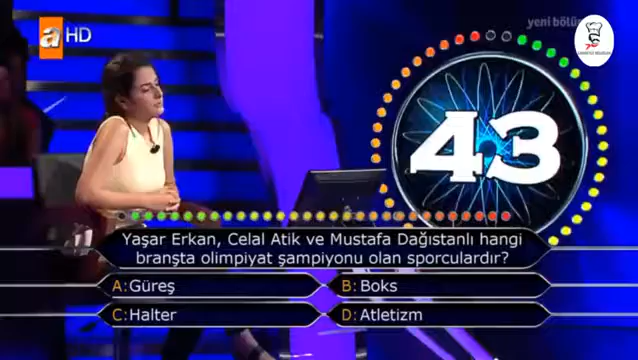 a HD
yeni bölüm
43
Yaşar Erkan, Celal Atik ve Mustafa Dağıstanlı hangi
branşta olimpiyat şampiyonu olan sporculardır?
A: Güreş
B: Boks
C: Halter
D: Atletizm